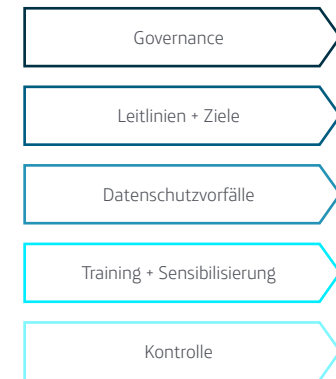 Governance
Leitlinien + Ziele
Datenschutzvorfälle
Training + Sensibilisierung
Kontrolle